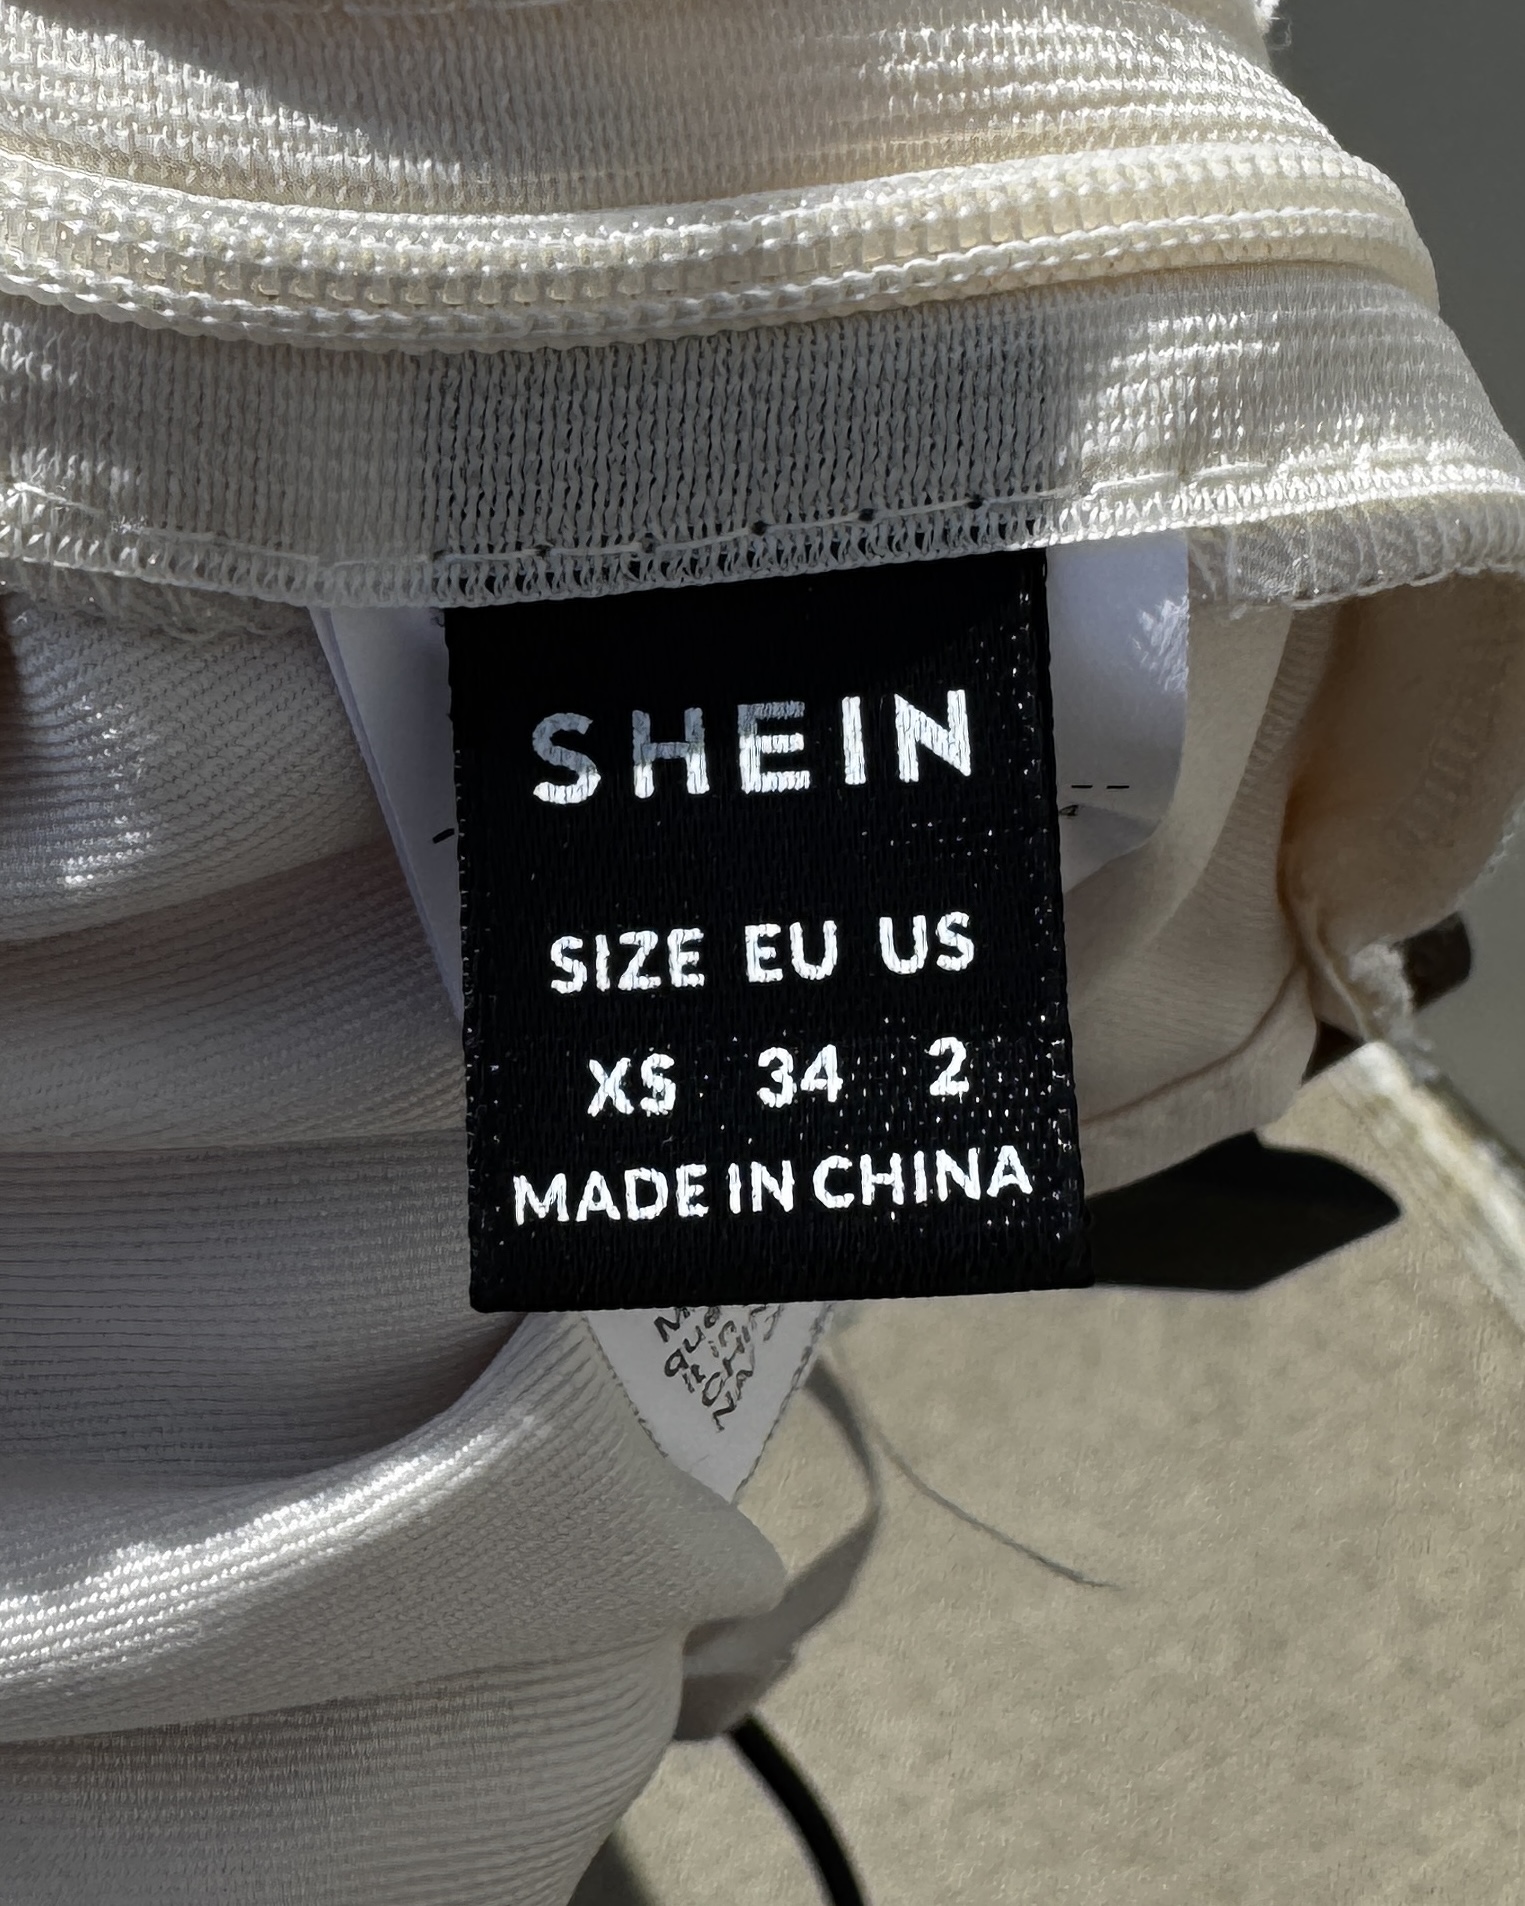 SHEIN
SIZE EU US
XS 34 2
MADE IN CHINA